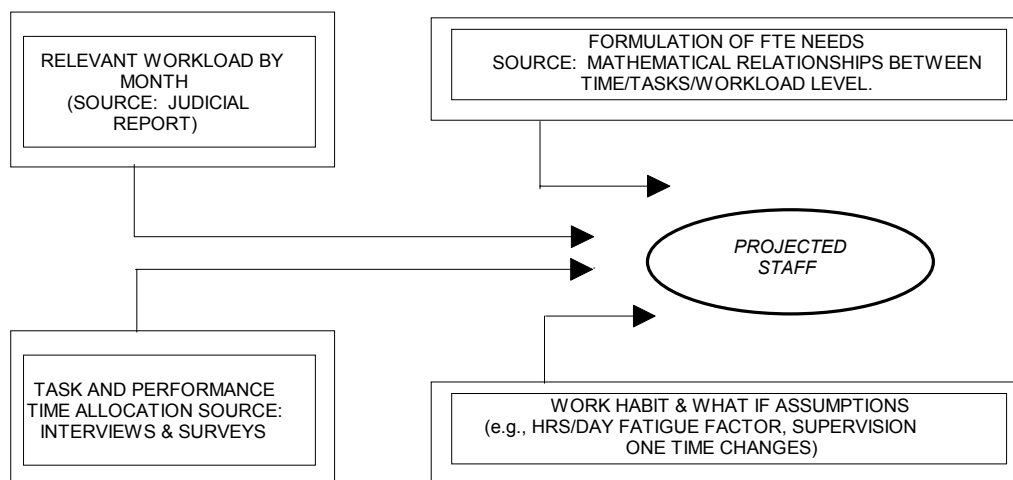 RELEVANT WORKLOAD BY
MONTH
(SOURCE: JUDICIAL
REPORT)
FORMULATION OF FTE NEEDS
SOURCE: MATHEMATICAL RELATIONSHIPS BETWEEN
TIME/TASKS/WORKLOAD LEVEL.
PROJECTED
STAFF
TASK AND PERFORMANCE
TIME ALLOCATION SOURCE:
INTERVIEWS & SURVEYS
WORK HABIT & WHAT IF ASSUMPTIONS
(e.g., HRS/DAY FATIGUE FACTOR, SUPERVISION
ONE TIME CHANGES)